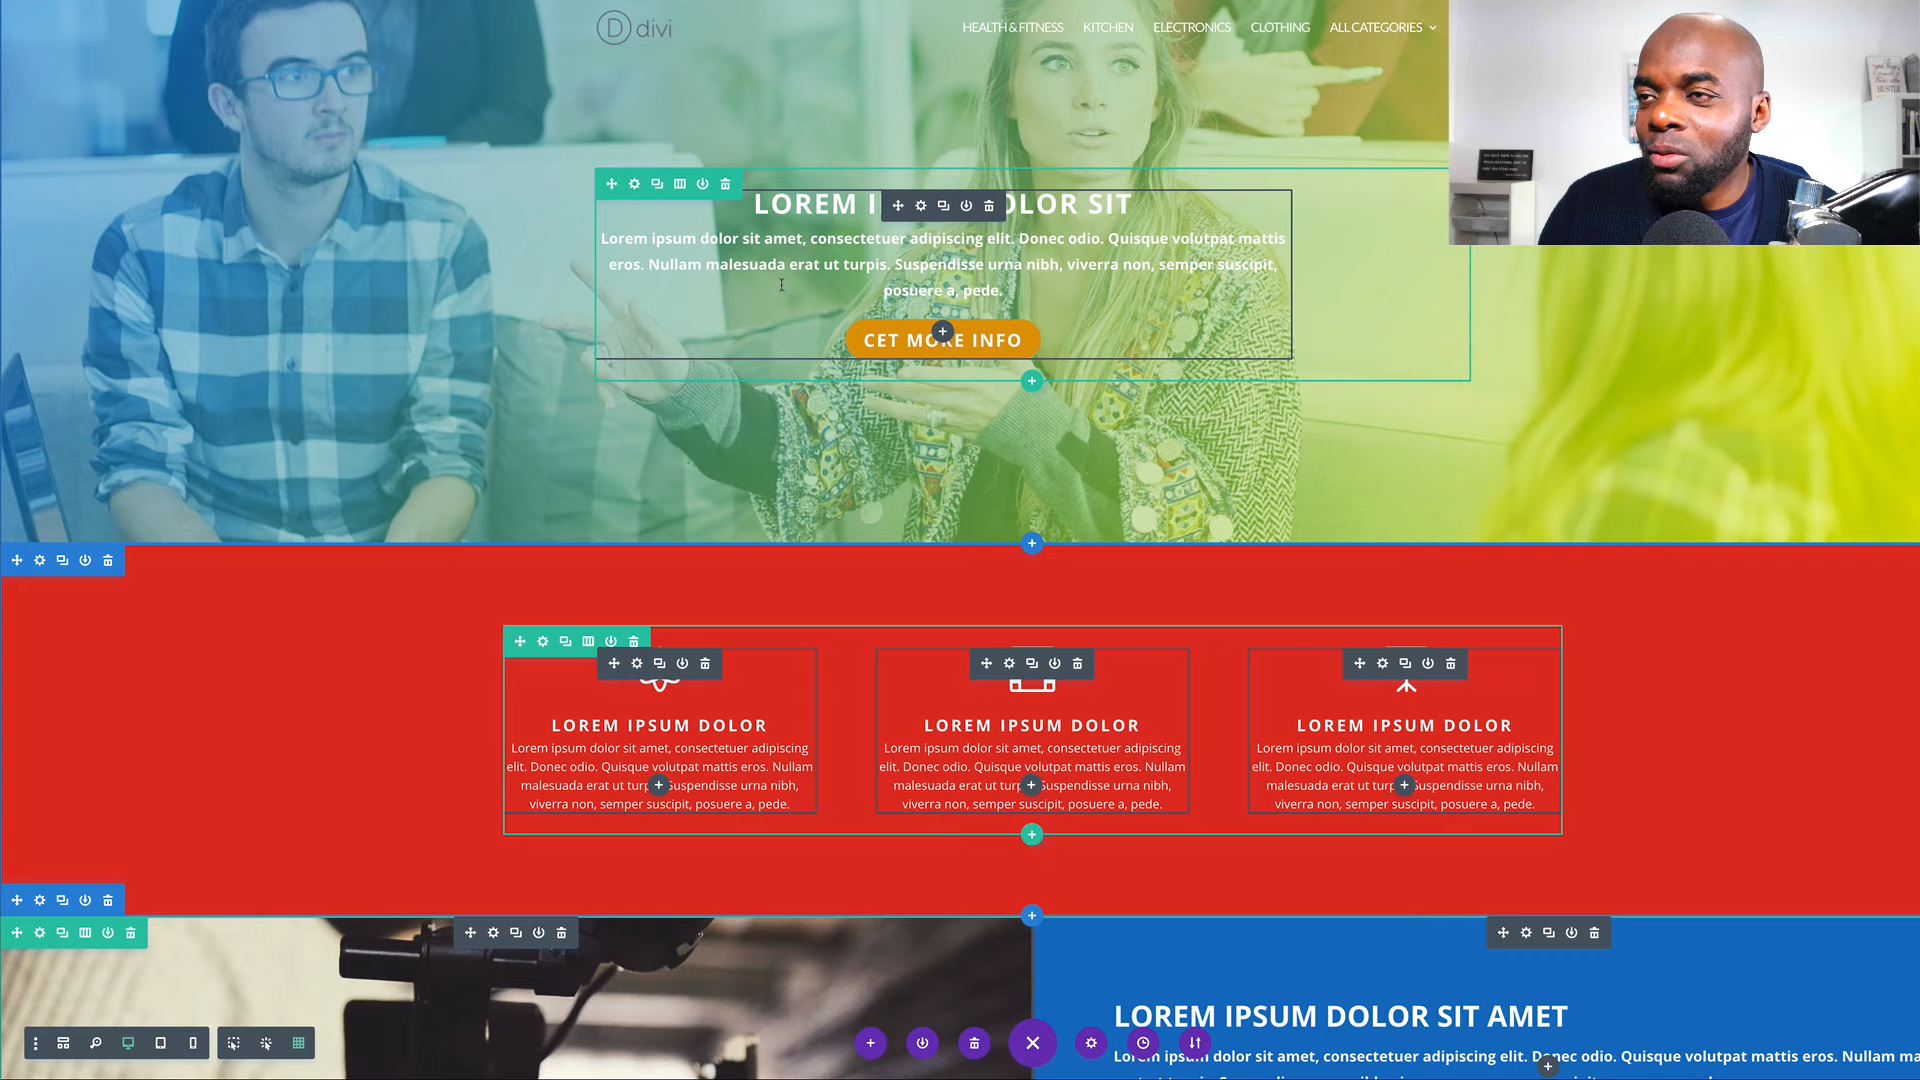 divi
HEALTH & FITNESS KITCHEN ELECTRONICS CLOTHING ALL CATEGORIES
LOREM I OLOR SIT
Lorem ipsum dolor sit amet, consectetuer adipiscing elit. Donec odio. Quisque volutpat mattis
eros. Nullam malesuada erat ut turpis. Suspendisse urna nibh, viverra non, semper suscipit,
posuere a, pede.
CET MORE INFO
LOREM IPSUM DOLOR
Lorem ipsum dolor sit amet, consectetuer adipiscing
elit. Donec odio. Quisque volutpat mattis eros. Nullam
malesuada erat ut turp Suspendisse urna nibh,
viverra non, semper suscipit, posuere a, pede.
LOREM IPSUM DOLOR
Lorem ipsum dolor sit amet, consectetuer adipiscing
elit. Donec odio. Quisque volutpat mattis eros. Nullam
malesuada erat ut turp Suspendisse urna nibh,
viverra non, semper suscipit, posuere a, pede.
LOREM IPSUM DOLOR
Lorem ipsum dolor sit amet, consectetuer adipiscing
elit. Donec odio. Quisque volutpat mattis eros. Nullam
malesuada erat ut turp Suspendisse urna nibh,
viverra non, semper suscipit, posuere a, pede.
LOREM IPSUM DOLOR SIT AMET
Lorem ipsum dolor sit amet, consectetuer adipiscing elit. Donec odio. Quisque volutpat mattis eros. Nullam ma